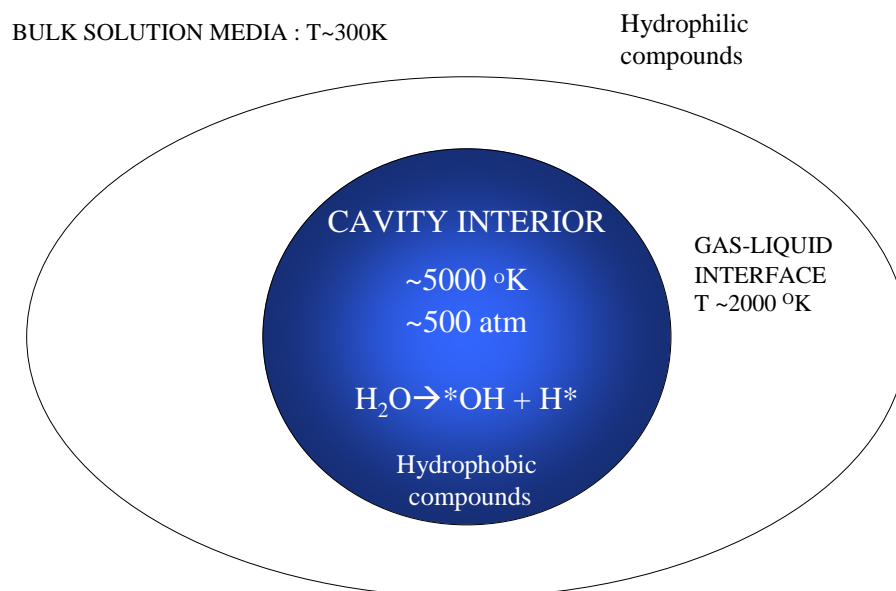 BULK SOLUTION MEDIA : T~300K
Hydrophilic
compounds
CAVITY INTERIOR
~5000 ᴼK
~500 atm
H₂O→*OH + H*
Hydrophobic
compounds
GAS-LIQUID
INTERFACE
T ~2000 ᴼK